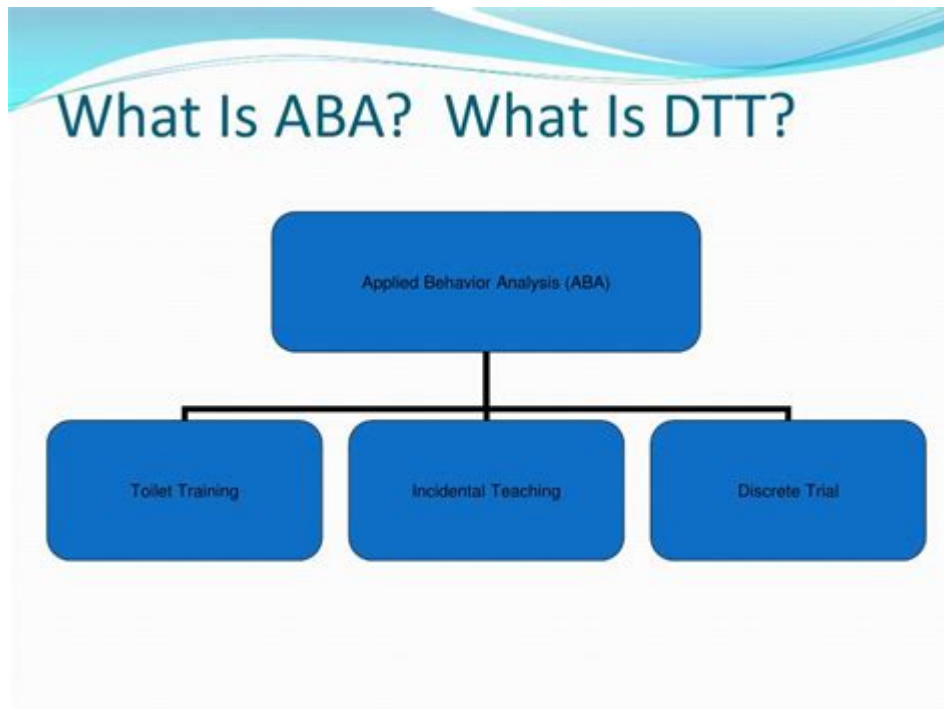 What Is ABA? What Is DTT?
Applied Behavior Analysis (ABA)
Toilet Training
Incidental Teaching
Discrete Trial